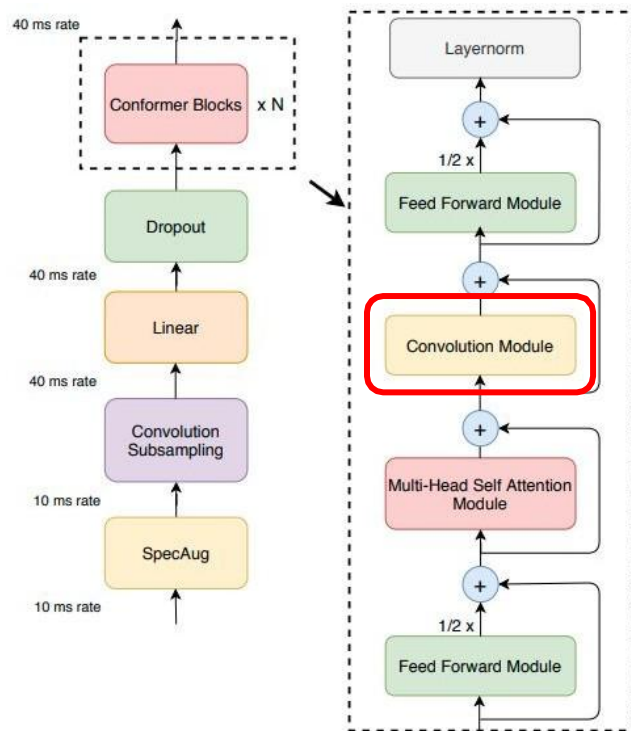 40 ms rate
Conformer Blocks
x N
Dropout
40 ms rate
Linear
40 ms rate
Convolution
Subsampling
10 ms rate
SpecAug
10 ms rate
Layernorm
+
1/2 x
Feed Forward Module
+
Convolution Module
+
Multi-Head Self Attention
Module
+
1/2 x
Feed Forward Module